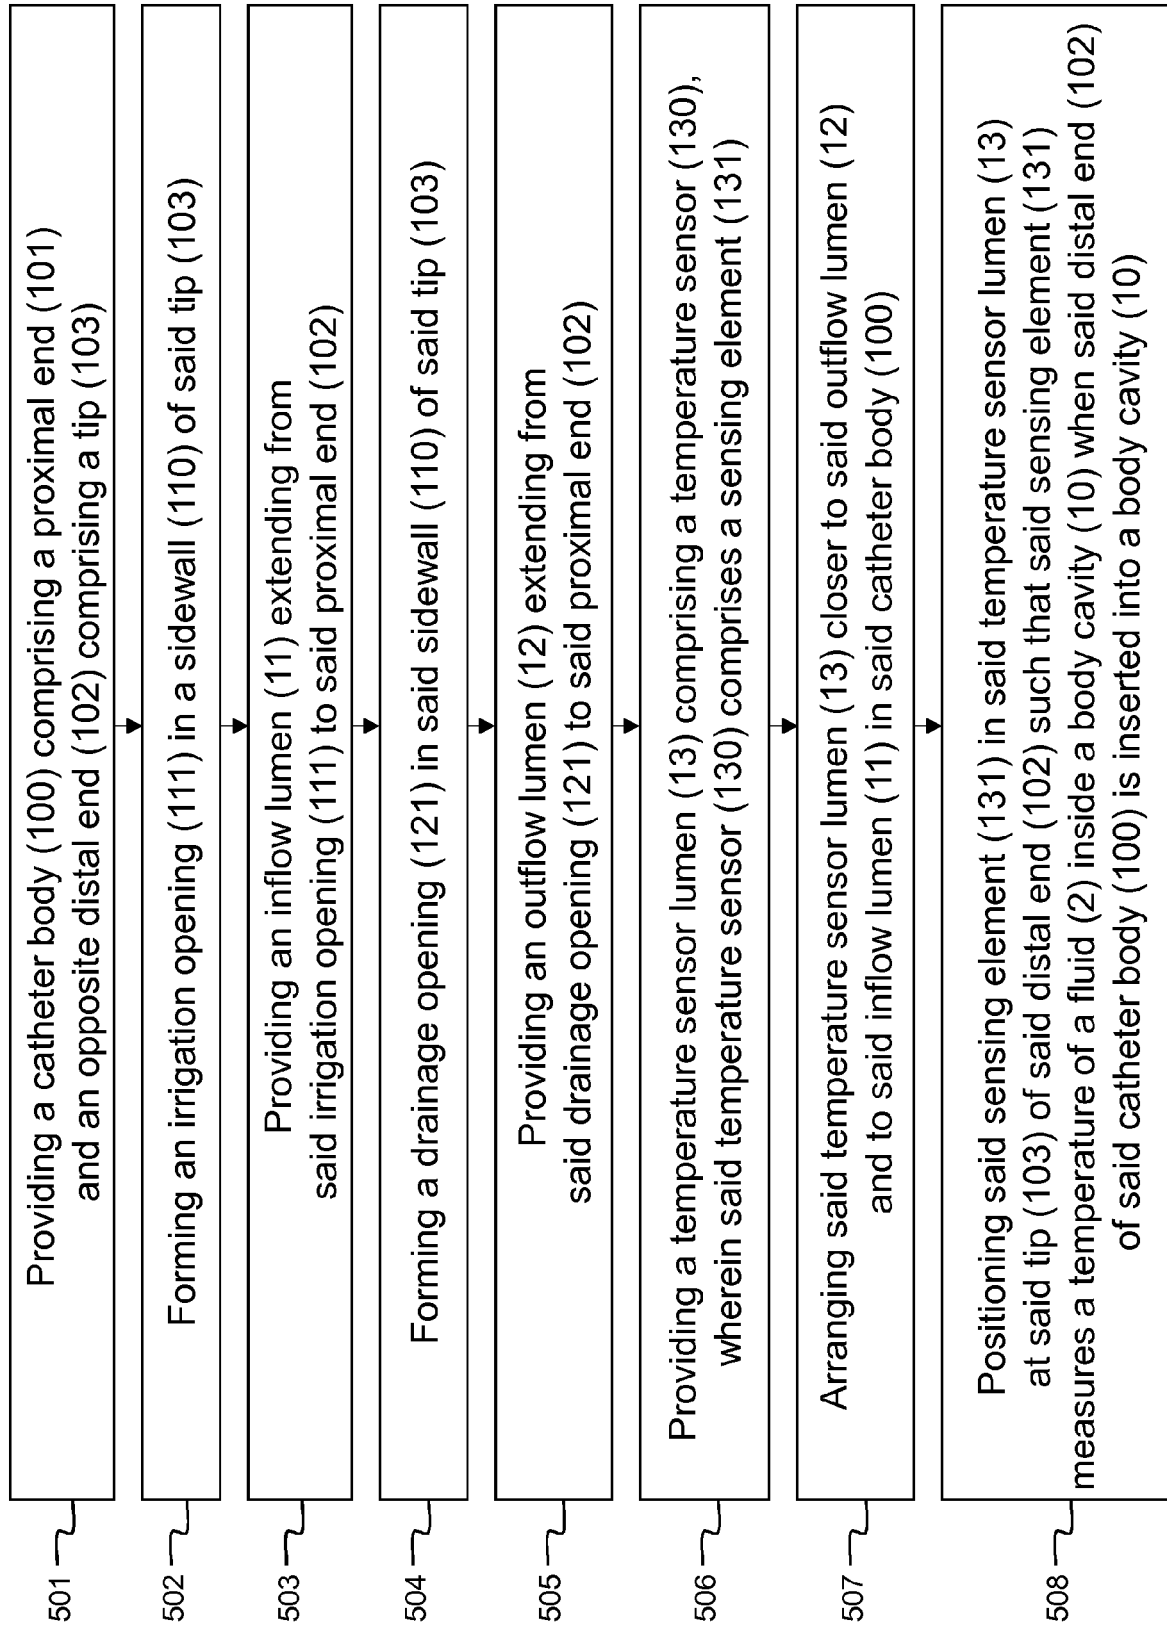 501
Providing a catheter body (100) comprising a proximal end (101)
and an opposite distal end (102) comprising a tip (103)
502
Forming an irrigation opening (111) in a sidewall (110) of said tip (103)
503
Providing an inflow lumen (11) extending from
said irrigation opening (111) to said proximal end (102)
504
Forming a drainage opening (121) in said sidewall (110) of said tip (103)
505
Providing an outflow lumen (12) extending from
said drainage opening (121) to said proximal end (102)
506
Providing a temperature sensor lumen (13) comprising a temperature sensor (130),
wherein said temperature sensor (130) comprises a sensing element (131)
507
Arranging said temperature sensor lumen (13) closer to said outflow lumen (12)
and to said inflow lumen (11) in said catheter body (100)
508
Positioning said sensing element (131) in said temperature sensor lumen (13)
at said tip (103) of said distal end (102) such that said sensing element (131)
measures a temperature of a fluid (2) inside a body cavity (10) when said distal end (102)
of said catheter body (100) is inserted into a body cavity (10)